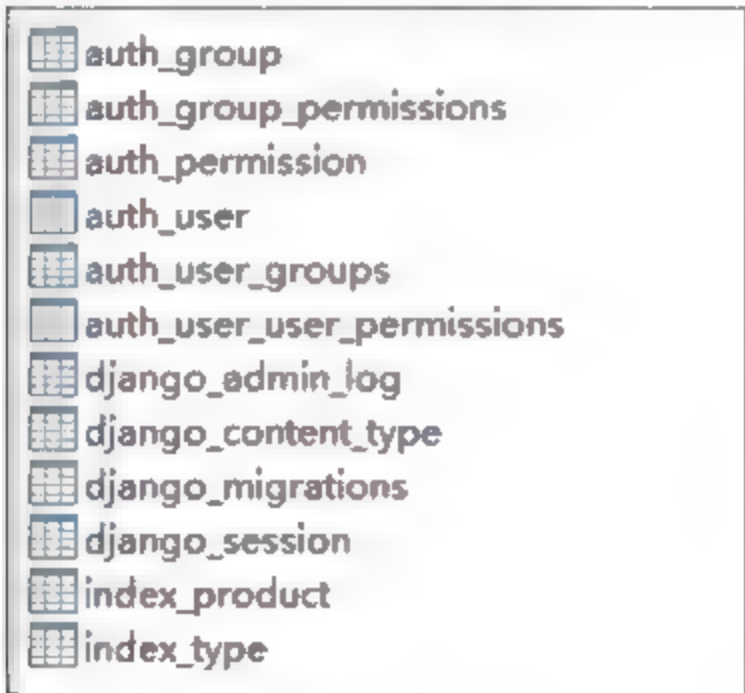 auth_group
auth_group_permissions
auth_permission
auth_user
auth_user_groups
auth_user_user_permissions
django_admin_log
django_content_type
django_migrations
django_session
index_product
index_type